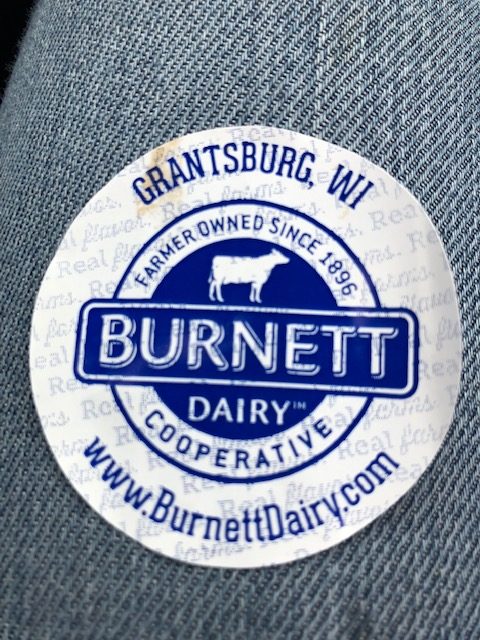 GRANTSBURG, WI
FARMER OWNED SINCE 1896
BURNETT
DAIRY™
COOPERATIVE
www.BurnettDairy.com